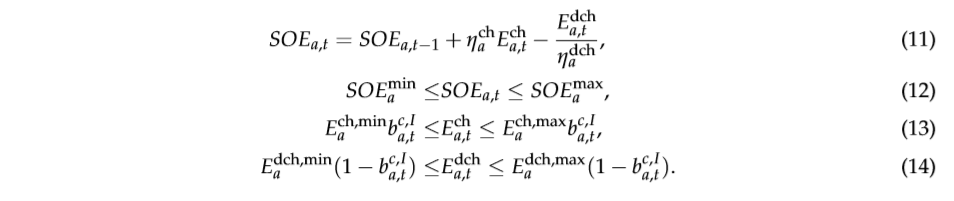 SOE_{a,t} = SOE_{a,t−1} + η_a^{ch} E_{a,t}^{ch} − \frac{E_{a,t}^{dch}}{η_a^{dch}}, (11)
SOE_a^{min} ≤ SOE_{a,t} ≤ SOE_a^{max}, (12)
E_a^{ch,min} b_{a,t}^{c,I} ≤ E_{a,t}^{ch} ≤ E_a^{ch,max} b_{a,t}^{c,I}, (13)
E_a^{dch,min} (1 − b_{a,t}^{c,I}) ≤ E_{a,t}^{dch} ≤ E_a^{dch,max} (1 − b_{a,t}^{c,I}). (14)